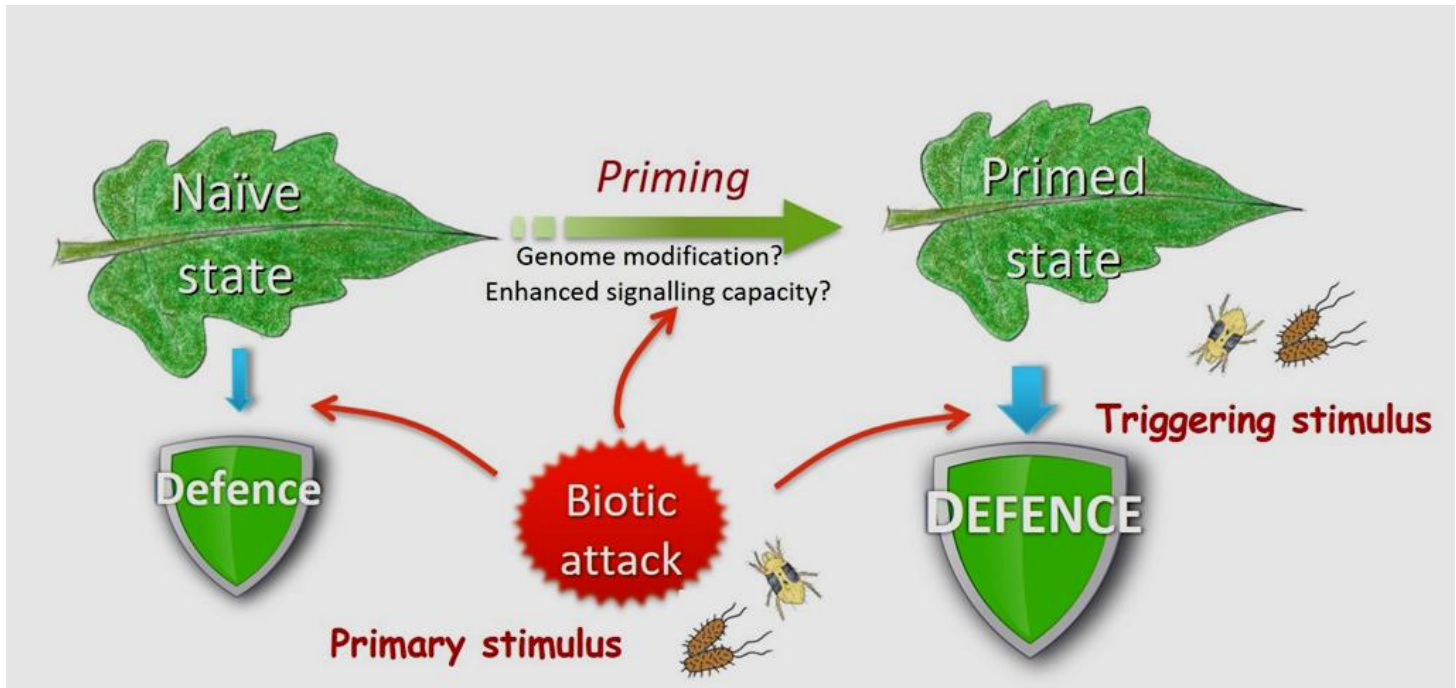 Naïve
state
Priming
Genome modification?
Enhanced signalling capacity?
Primed
state
Defence
Biotic
attack
Primary stimulus
Triggering stimulus
DEFENCE